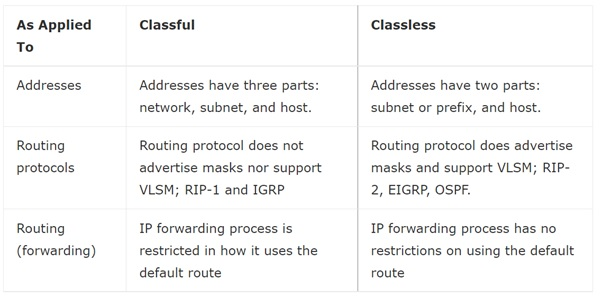 As Applied Classful Classless
To
Addresses Addresses have three parts: Addresses have two parts:
network, subnet, and host. subnet or prefix, and host.
Routing Routing protocol does not Routing protocol does advertise
protocols advertise masks nor support masks and support VLSM; RIP-
VLSM; RIP-1 and IGRP 2, EIGRP, OSPF.
Routing IP forwarding process is IP forwarding process has no
(forwarding) restricted in how it uses the restrictions on using the default
default route route